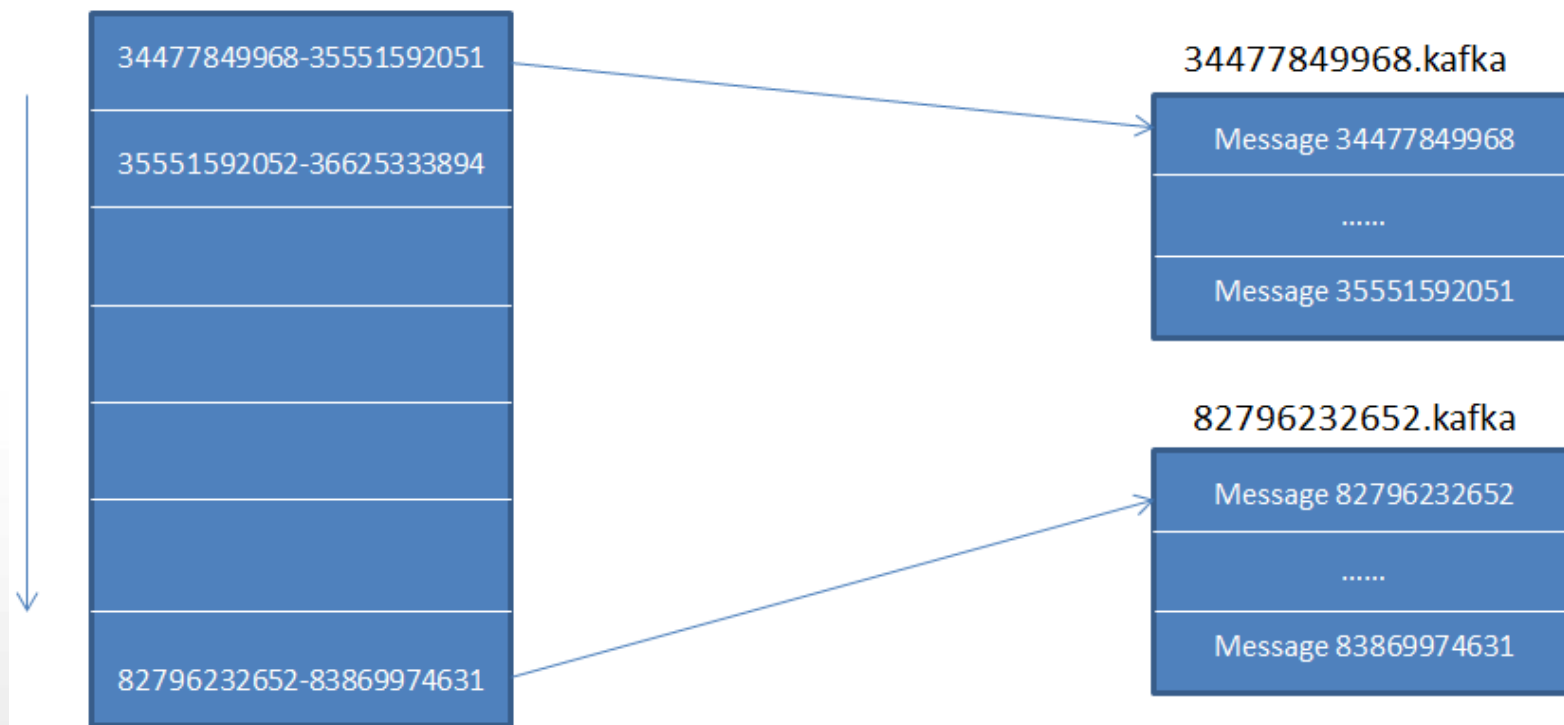 34477849968-35551592051
35551592052-36625333894
82796232652-83869974631
34477849968.kafka
Message 34477849968
......
Message 35551592051
82796232652.kafka
Message 82796232652
......
Message 83869974631